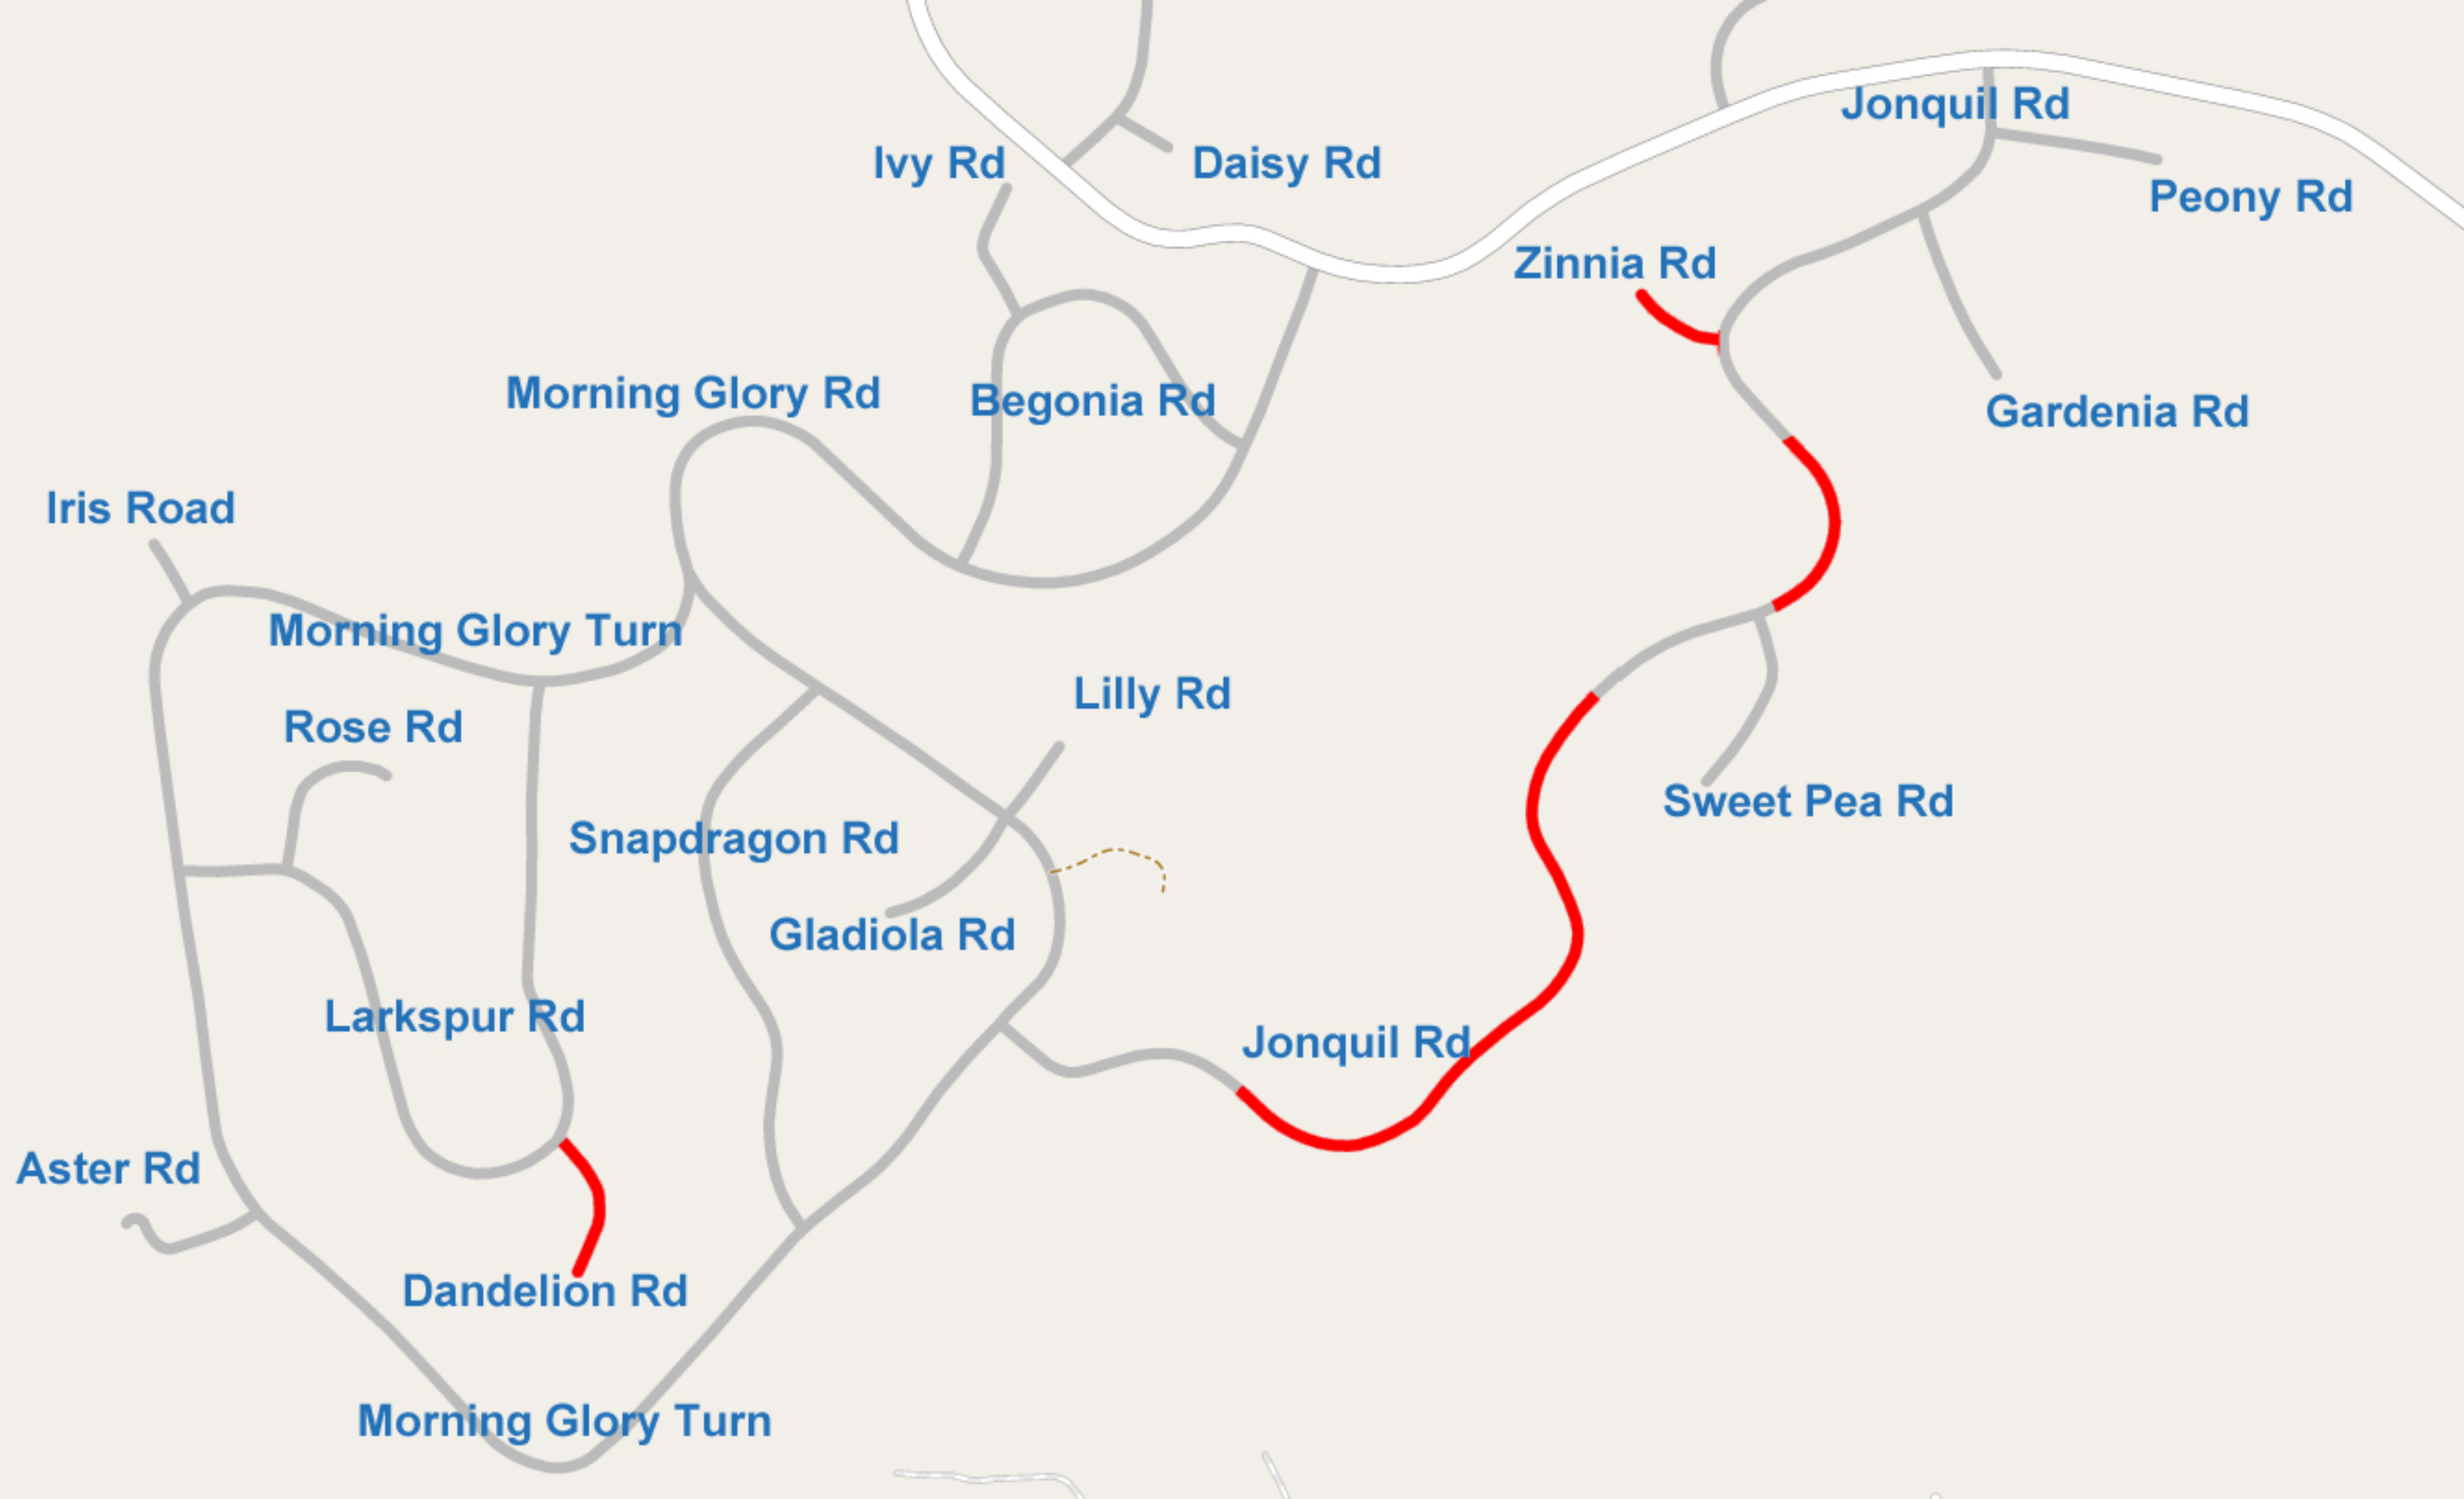 Jonquil Rd
Ivy Rd
Daisy Rd
Peony Rd
Zinnia Rd
Morning Glory Rd
Begonia Rd
Gardenia Rd
Iris Road
Morning Glory Turn
Lilly Rd
Rose Rd
Sweet Pea Rd
Snapdragon Rd
Gladiola Rd
Larkspur Rd
Jonquil Rd
Aster Rd
Dandelion Rd
Morning Glory Turn